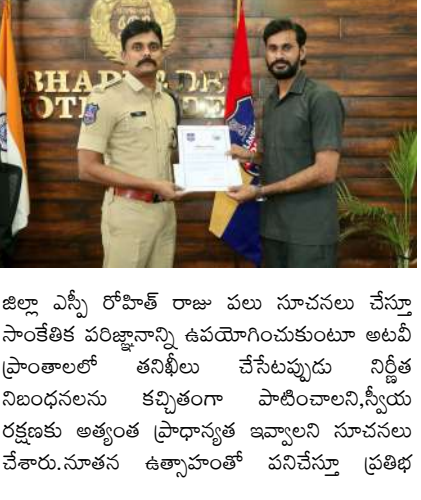 BHADRADRI
జిల్లా ఎస్పీ రోహిత్ రాజు పలు సూచనలు చేస్తూ
సాంకేతిక పరిజ్ఞానాన్ని ఉపయోగించుకుంటూ అటవీ
ప్రాంతాలలో తనిఖీలు చేసేటప్పుడు నిర్ణీత
నిబంధనలను కచ్చితంగా పాటించాలని,స్వీయ
రక్షణకు అత్యంత ప్రాధాన్యత ఇవ్వాలని సూచనలు
చేశారు.నూతన ఉత్సాహంతో పనిచేస్తూ ప్రతిభ